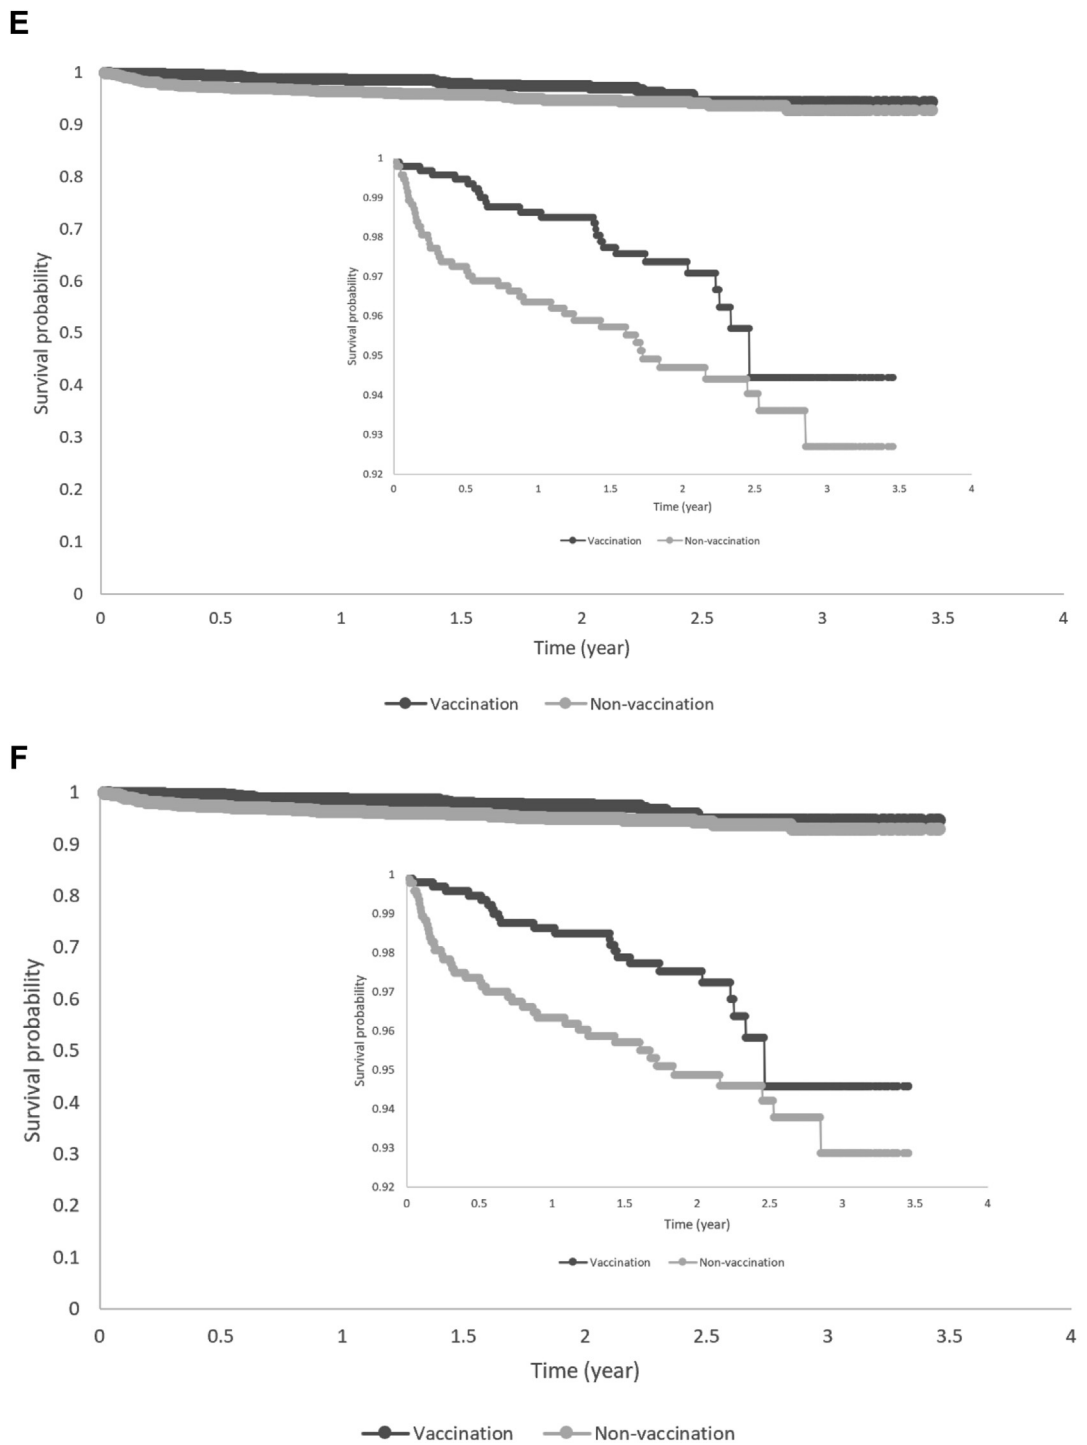 E
1
0.9
0.8
0.7
0.6
0.5
0.4
0.3
0.2
0.1
0
Survival probability
0 0.5 1 1.5 2 2.5 3 3.5 4
Time (year)
1
0.99
0.98
0.97
0.96
0.95
0.94
0.93
0.92
Survival probability
0 0.5 1 1.5 2 2.5 3 3.5 4
Time (year)
Vaccination Non-vaccination
Vaccination Non-vaccination
F
1
0.9
0.8
0.7
0.6
0.5
0.4
0.3
0.2
0.1
0
Survival probability
0 0.5 1 1.5 2 2.5 3 3.5 4
Time (year)
1
0.99
0.98
0.97
0.96
0.95
0.94
0.93
0.92
Survival probability
0 0.5 1 1.5 2 2.5 3 3.5 4
Time (year)
Vaccination Non-vaccination
Vaccination Non-vaccination